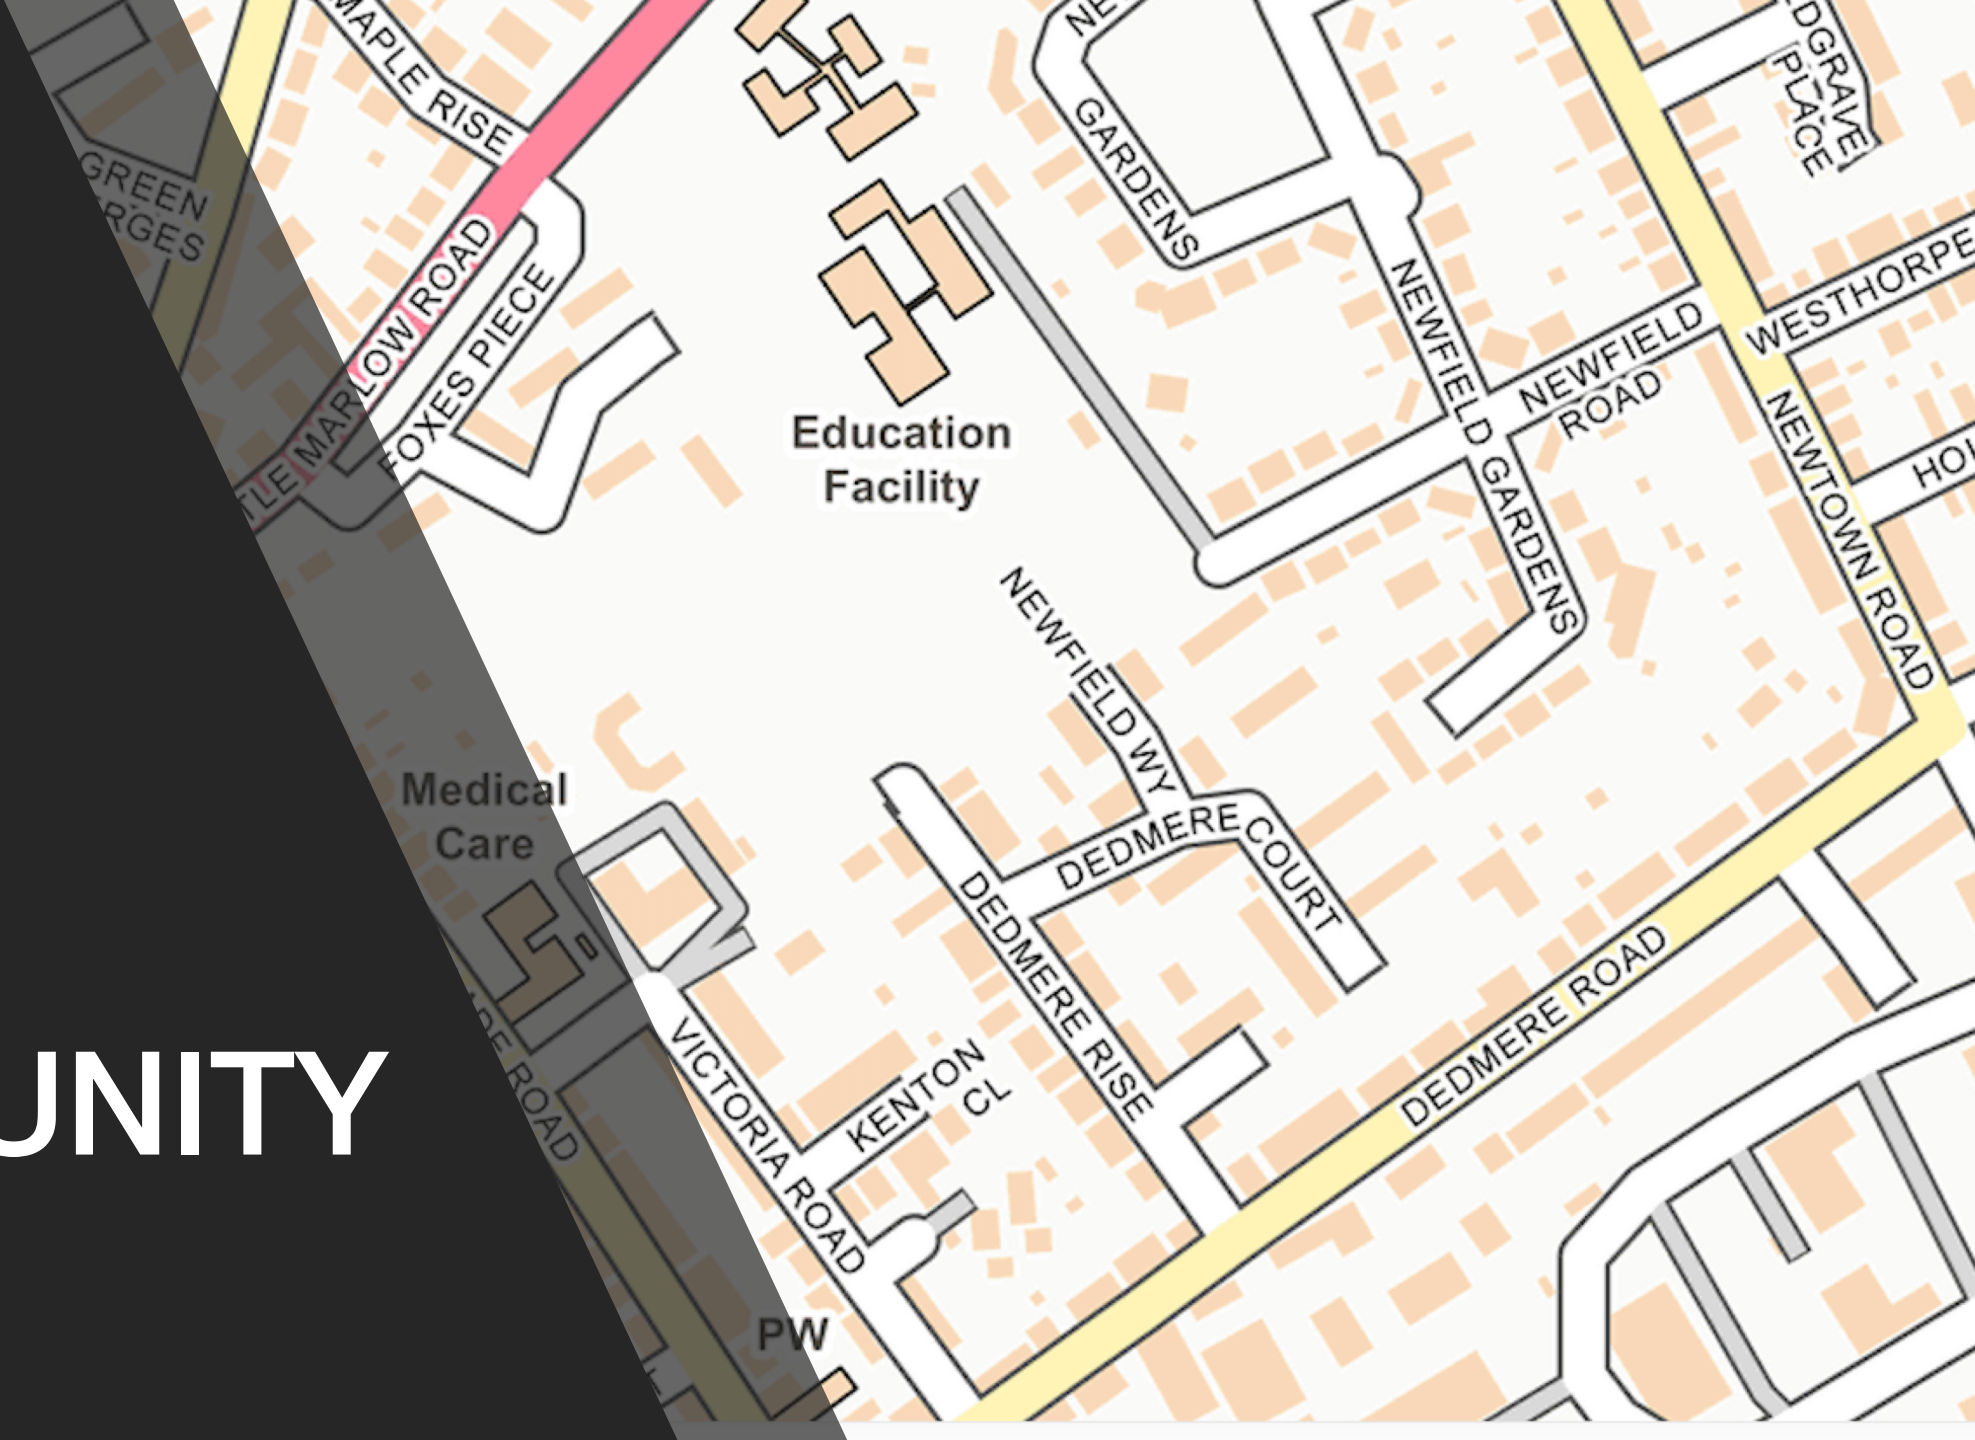 MAPLE RISE
GREEN
RGES
TLE MARLOW ROAD
FOXES PIECE
GARDENS
PLACE
WESTHORPE
NEWFIELD
ROAD
NEWFIELD GARDENS
NEWTOWN ROAD
Education
Facility
NEWFIELD WY
Medical
Care
DEDMERE
COURT
DEDMERE RISE
DEDMERE ROAD
VICTORIA ROAD
KENTON
CL
ROAD
UNITY
PW